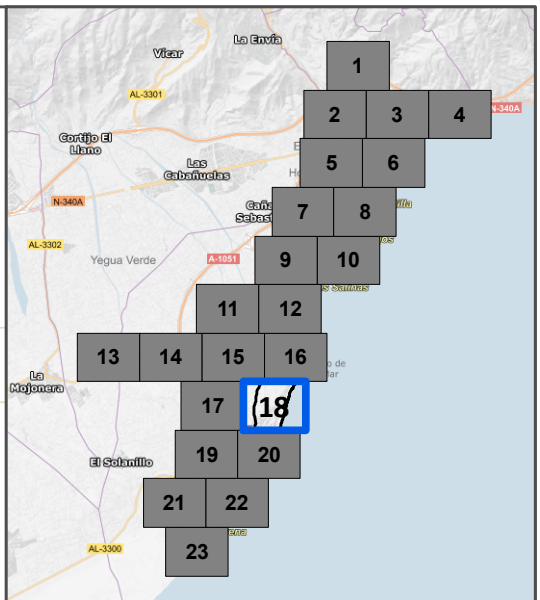 La Envía
Vícar
1
AL-3301
2
3
4
N-340A
Cortijo El
Llano
Las
Cabañuelas
5
6
N-340A
7
8
AL-3302
Yegua Verde
A-1051
9
10
s Salinas
11
12
13
14
15
16
La
Mojonera
17
18
El Solanillo
19
20
21
22
AL-3300
23